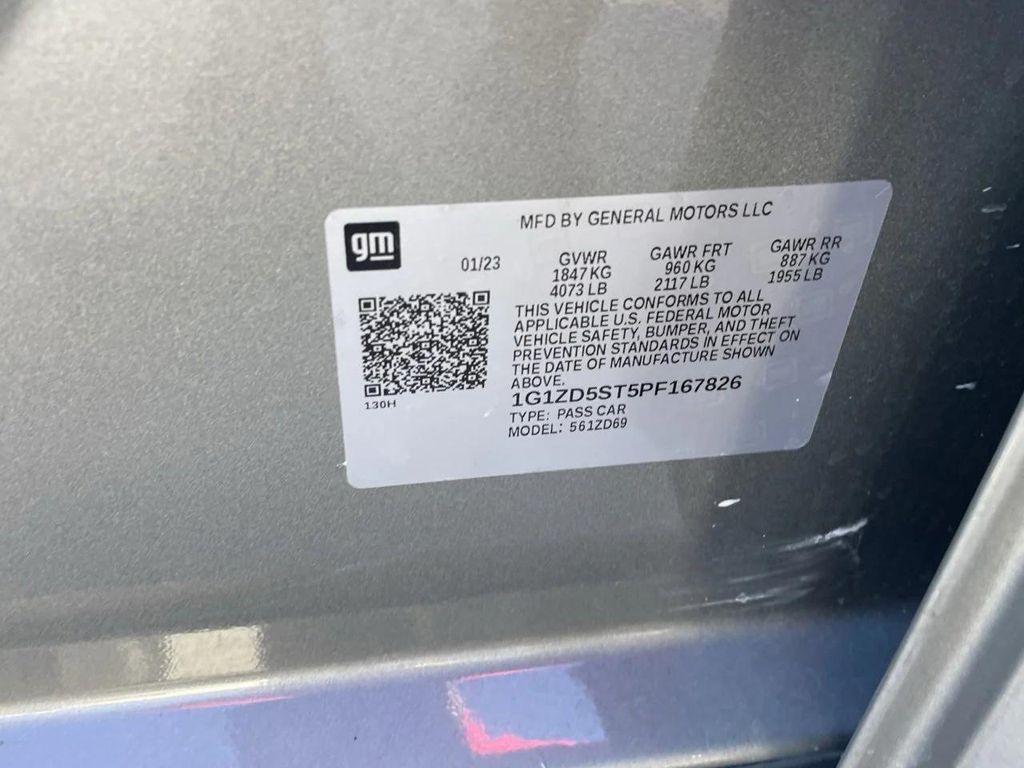 gm
MFD BY GENERAL MOTORS LLC
01/23
GVWR
1847 KG
4073 LB
GAWR FRT
960 KG
2117 LB
GAWR RR
887 KG
1955 LB
THIS VEHICLE CONFORMS TO ALL
APPLICABLE U.S. FEDERAL MOTOR
VEHICLE SAFETY, BUMPER, AND THEFT
PREVENTION STANDARDS IN EFFECT ON
THE DATE OF MANUFACTURE SHOWN
ABOVE.
1G1ZD5ST5PF167826
TYPE: PASS CAR
MODEL: 561ZD69
130H